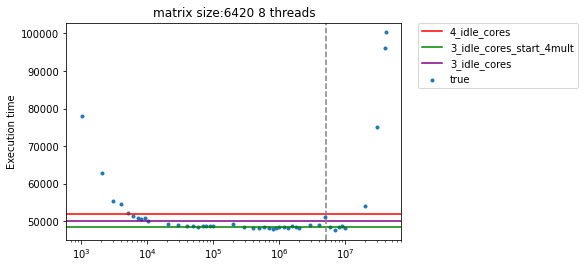 matrix size:6420 8 threads
4_idle_cores
3_idle_cores_start_4mult
3_idle_cores
true
Execution time
100000
90000
80000
70000
60000
50000
10³
10⁴
10⁵
10⁶
10⁷